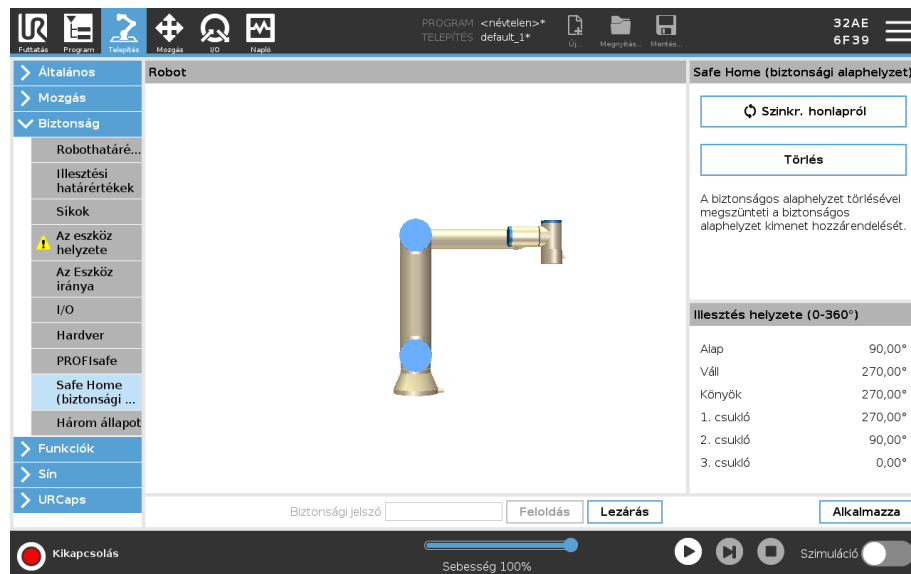 PROGRAM <névtelen>*
TELEPÍTÉS default_1*
32AE
6F39
Futtatás Program Telepítés Mozgás I/O Napló Új... Megnyitás... Mentés...
Általános
Mozgás
Biztonság
Robothatáré...
Illesztési
határértékek
Síkok
Az eszköz
helyzete
Az Eszköz
iránya
I/O
Hardver
PROFIsafe
Safe Home
(biztonsági ...
Három állapot
Funkciók
Sín
URCaps
Robot
Safe Home (biztonsági alaphelyzet)
Szinkr. honlapról
Törlés
A biztonságos alaphelyzet törlésével
megszünteti a biztonságos
alaphelyzet kimenet hozzárendelését.
Illesztés helyzete (0-360°)
Alap 90,00°
Váll 270,00°
Könyök 270,00°
1. csukló 270,00°
2. csukló 90,00°
3. csukló 0,00°
Biztonsági jelszó Feloldás Lezárás Alkalmazza
Kikapcsolás
Sebesség 100%
Szimuláció